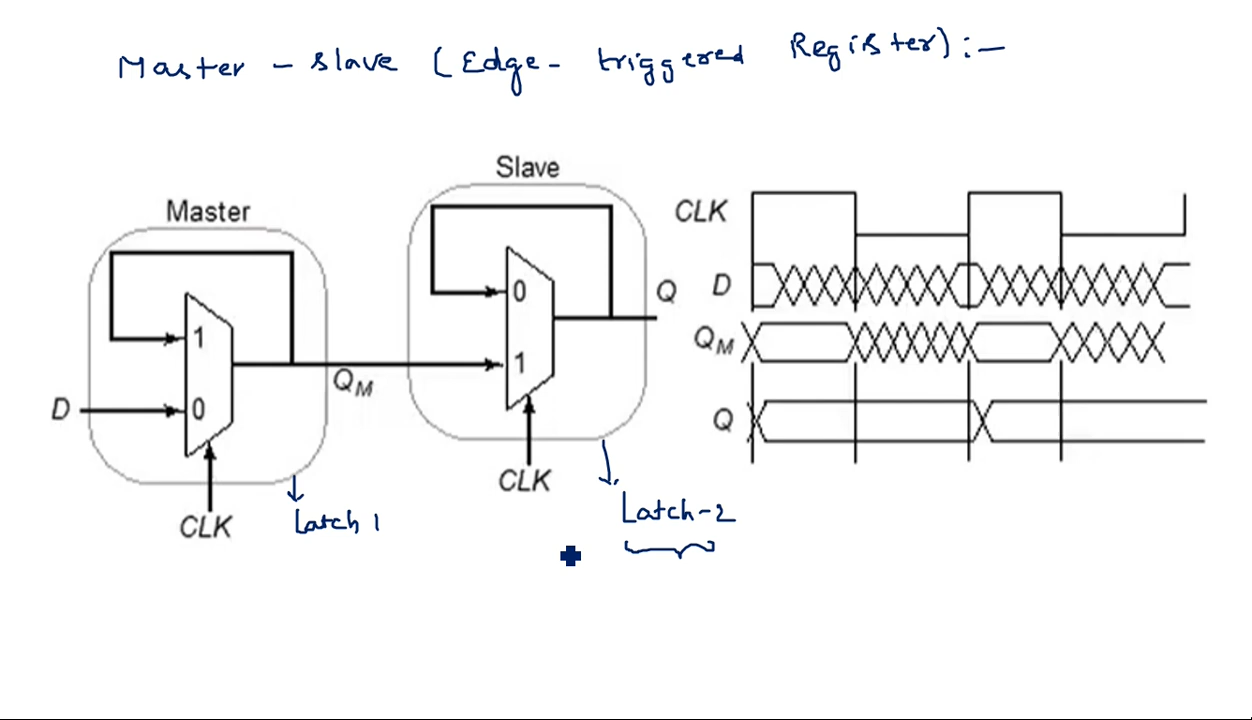 Master - slave (Edge- triggered Register):-
Slave
Master
CLK
0
Q
D
1
QM
1
QM
D
0
Q
CLK
CLK
Latch 1
Latch-2